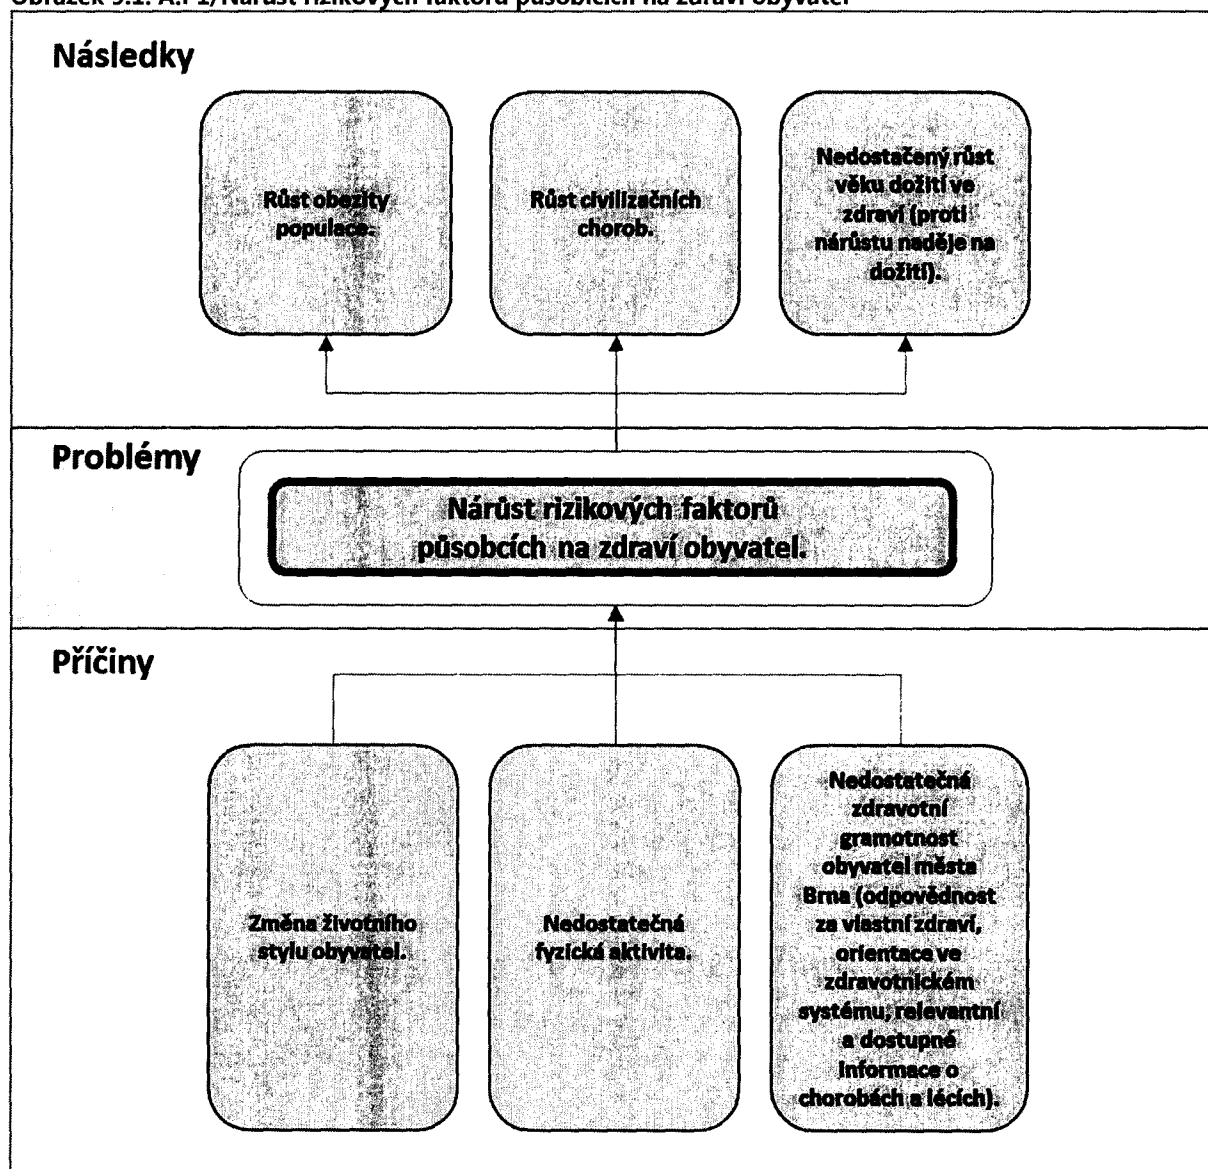 Obrázek 5.1. A.P1/Nárůst rizikových faktorů působících na zdraví obyvatel
Následky
Růst obezity
populace.
Růst civilizačních
chorob.
Nedostačený růst
věku dožití ve
zdraví (proti
nárůstu naděje na
dožití).
Problémy
Nárůst rizikových faktorů
působcích na zdraví obyvatel.
Příčiny
Změna životního
stylu obyvatel.
Nedostatečná
fyzická aktivita.
Nedostatečná
zdravotní
gramotnost
obyvatel města
Brna (odpovědnost
za vlastní zdraví,
orientace ve
zdravotnickém
systému, relevantní
a dostupné
informace o
chorobách a lécích).